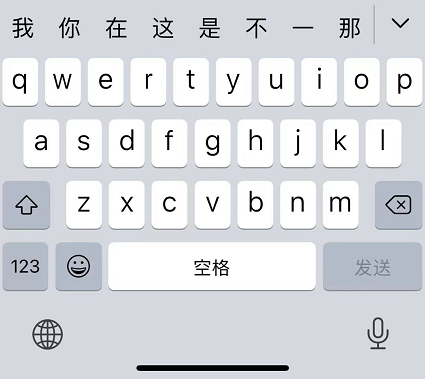 我 你 在 这 是 不 一 那
q w e r t y u i o p
a s d f g h j k l
z x c v b n m
123 空格 发送